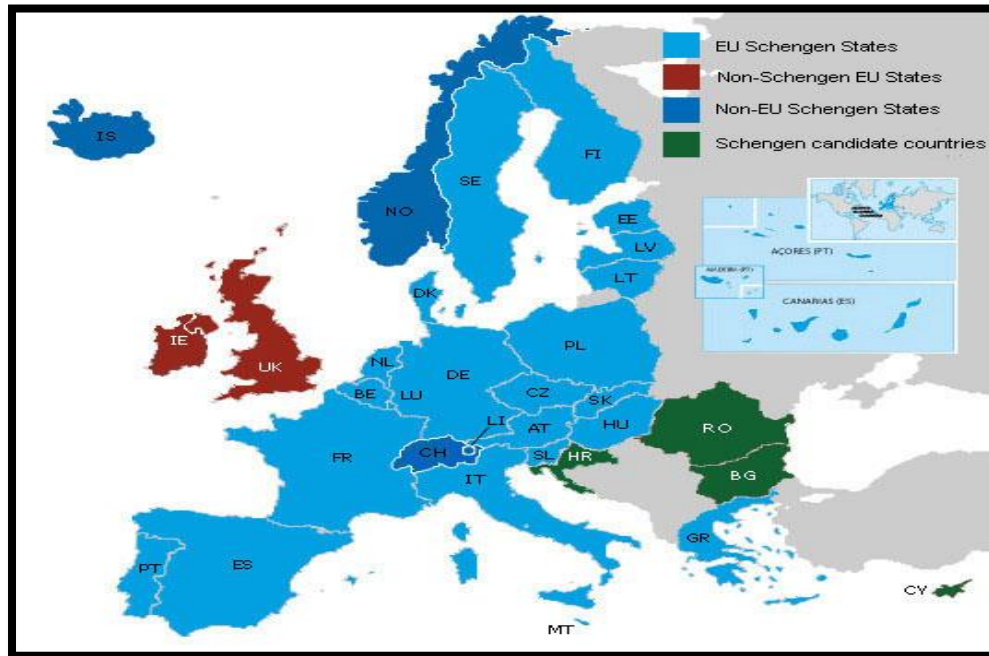 EU Schengen States
Non-Schengen EU States
Non-EU Schengen States
Schengen candidate countries
IS
FI
SE
NO
EE
LV
AÇORES (PT)
LT
MADEIRA (PT)
DK
CANARIAS (ES)
IE
PL
NL
DE
UK
BE
LU
CZ
SK
LI
AT
HU
RO
FR
CH
SL
HR
IT
BG
GR
PT
ES
CY
MT